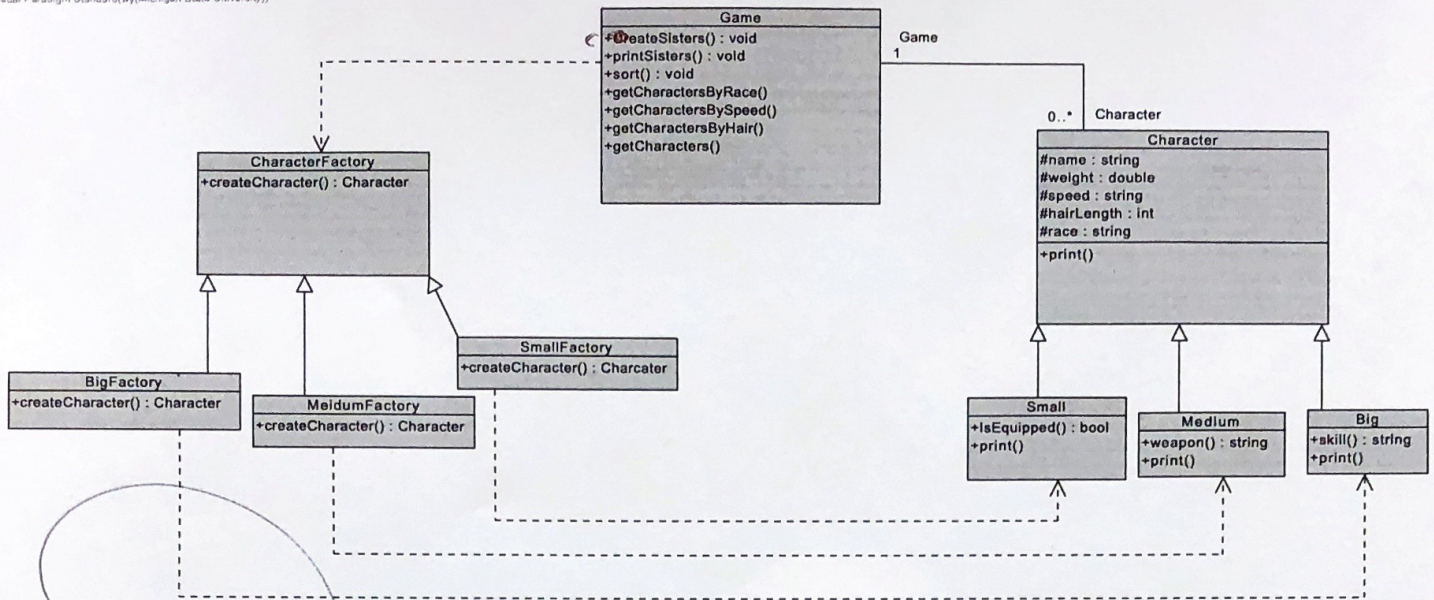 Game
+CreateSisters() : void
+printSisters() : void
+sort() : void
+getCharactersByRace()
+getCharactersBySpeed()
+getCharactersByHair()
+getCharacters()
Game
1
0..*
Character
CharacterFactory
+createCharacter() : Character
Character
#name : string
#weight : double
#speed : string
#hairLength : int
#race : string
+print()
SmallFactory
+createCharacter() : Charcater
BigFactory
+createCharacter() : Character
MeidumFactory
+createCharacter() : Character
Small
+isEquipped() : bool
+print()
Medium
+weapon() : string
+print()
Big
+skill() : string
+print()